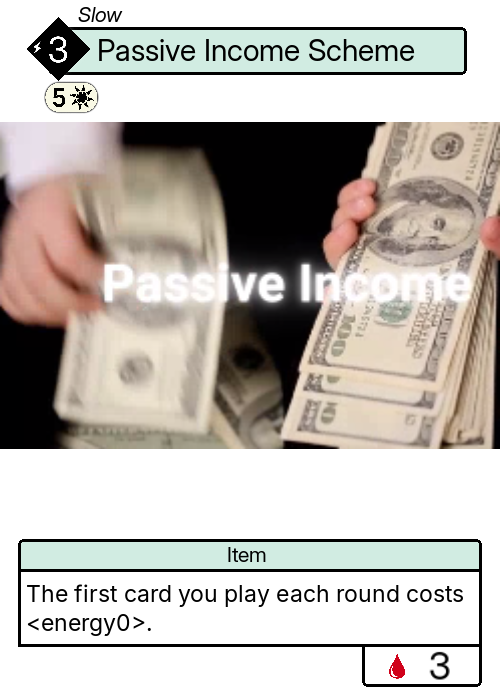 Slow
3 Passive Income Scheme
5
Passive Income
Item
The first card you play each round costs
<energy0>.
3